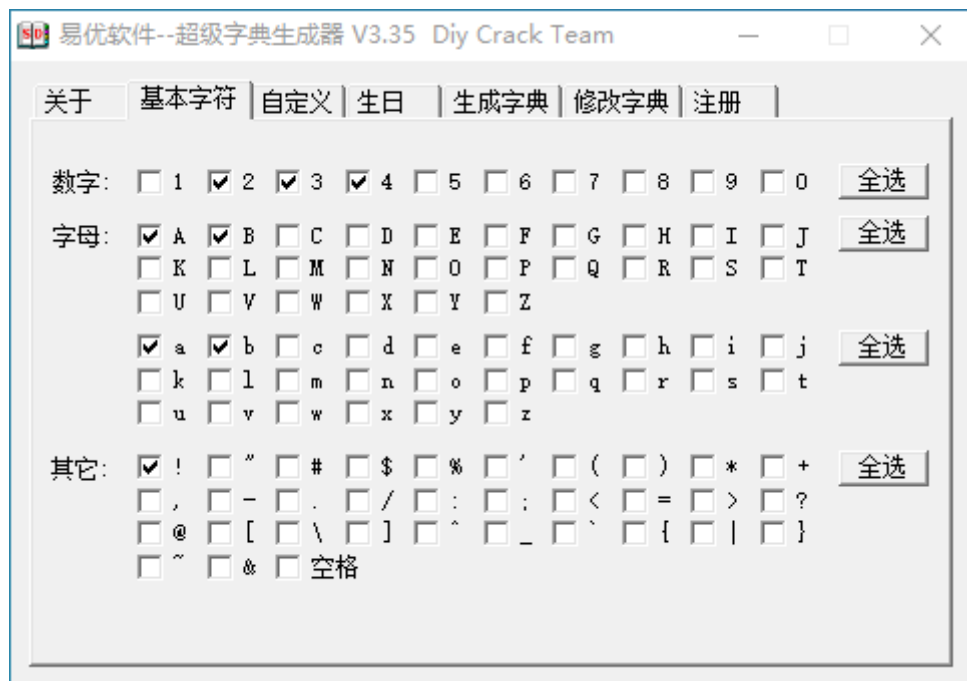 易优软件--超级字典生成器 V3.35 Diy Crack Team
关于 基本字符 自定义 生日 生成字典 修改字典 注册
数字: 1 2 3 4 5 6 7 8 9 0 全选
字母: A B C D E F G H I J 全选
K L M N O P Q R S T
U V W X Y Z
a b c d e f g h i j 全选
k l m n o p q r s t
u v w x y z
其它: ! " # $ % ' ( ) * + 全选
, - . / : ; < = > ?
@ [ \ ] ^ _ ` { | }
~ & 空格